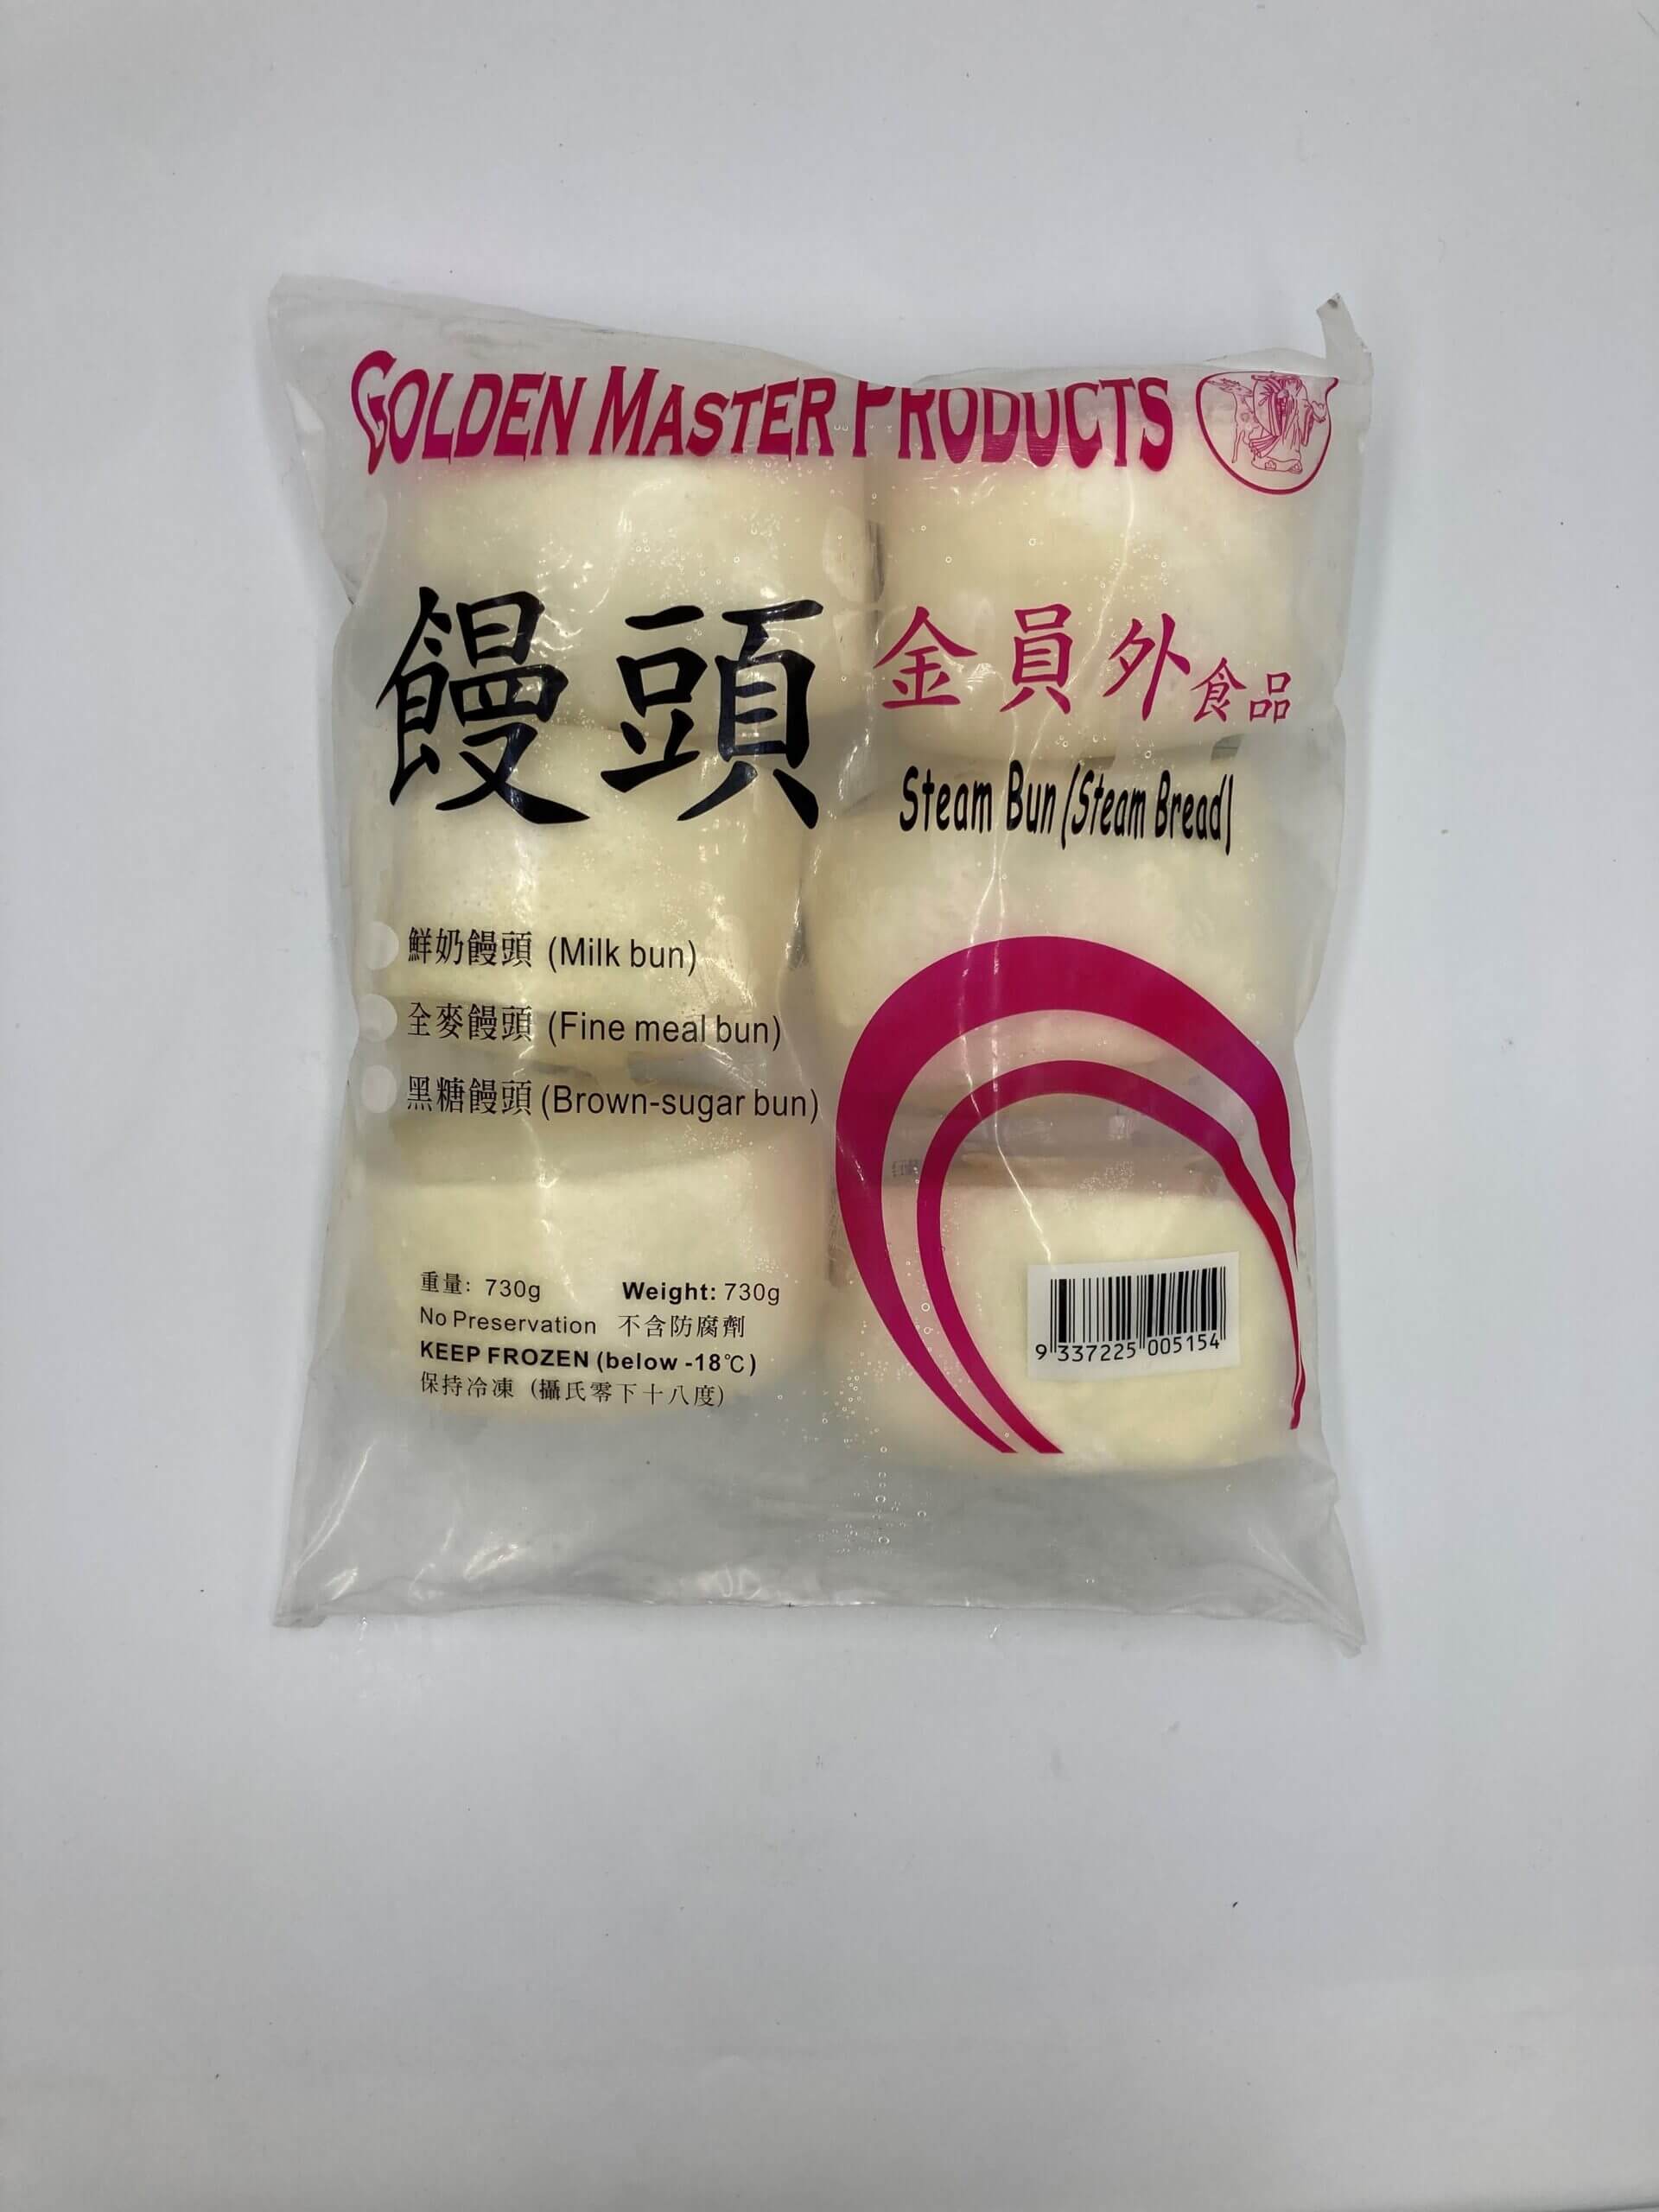 GOLDEN MASTER PRODUCTS
饅頭
金員外食品
Steam Bun (Steam Bread)
鮮奶饅頭 (Milk bun)
全麥饅頭 (Fine meal bun)
黑糖饅頭 (Brown-sugar bun)
重量: 730g Weight: 730g
No Preservation 不含防腐劑
KEEP FROZEN (below -18℃)
保持冷凍 (攝氏零下十八度)
9 337225 005154